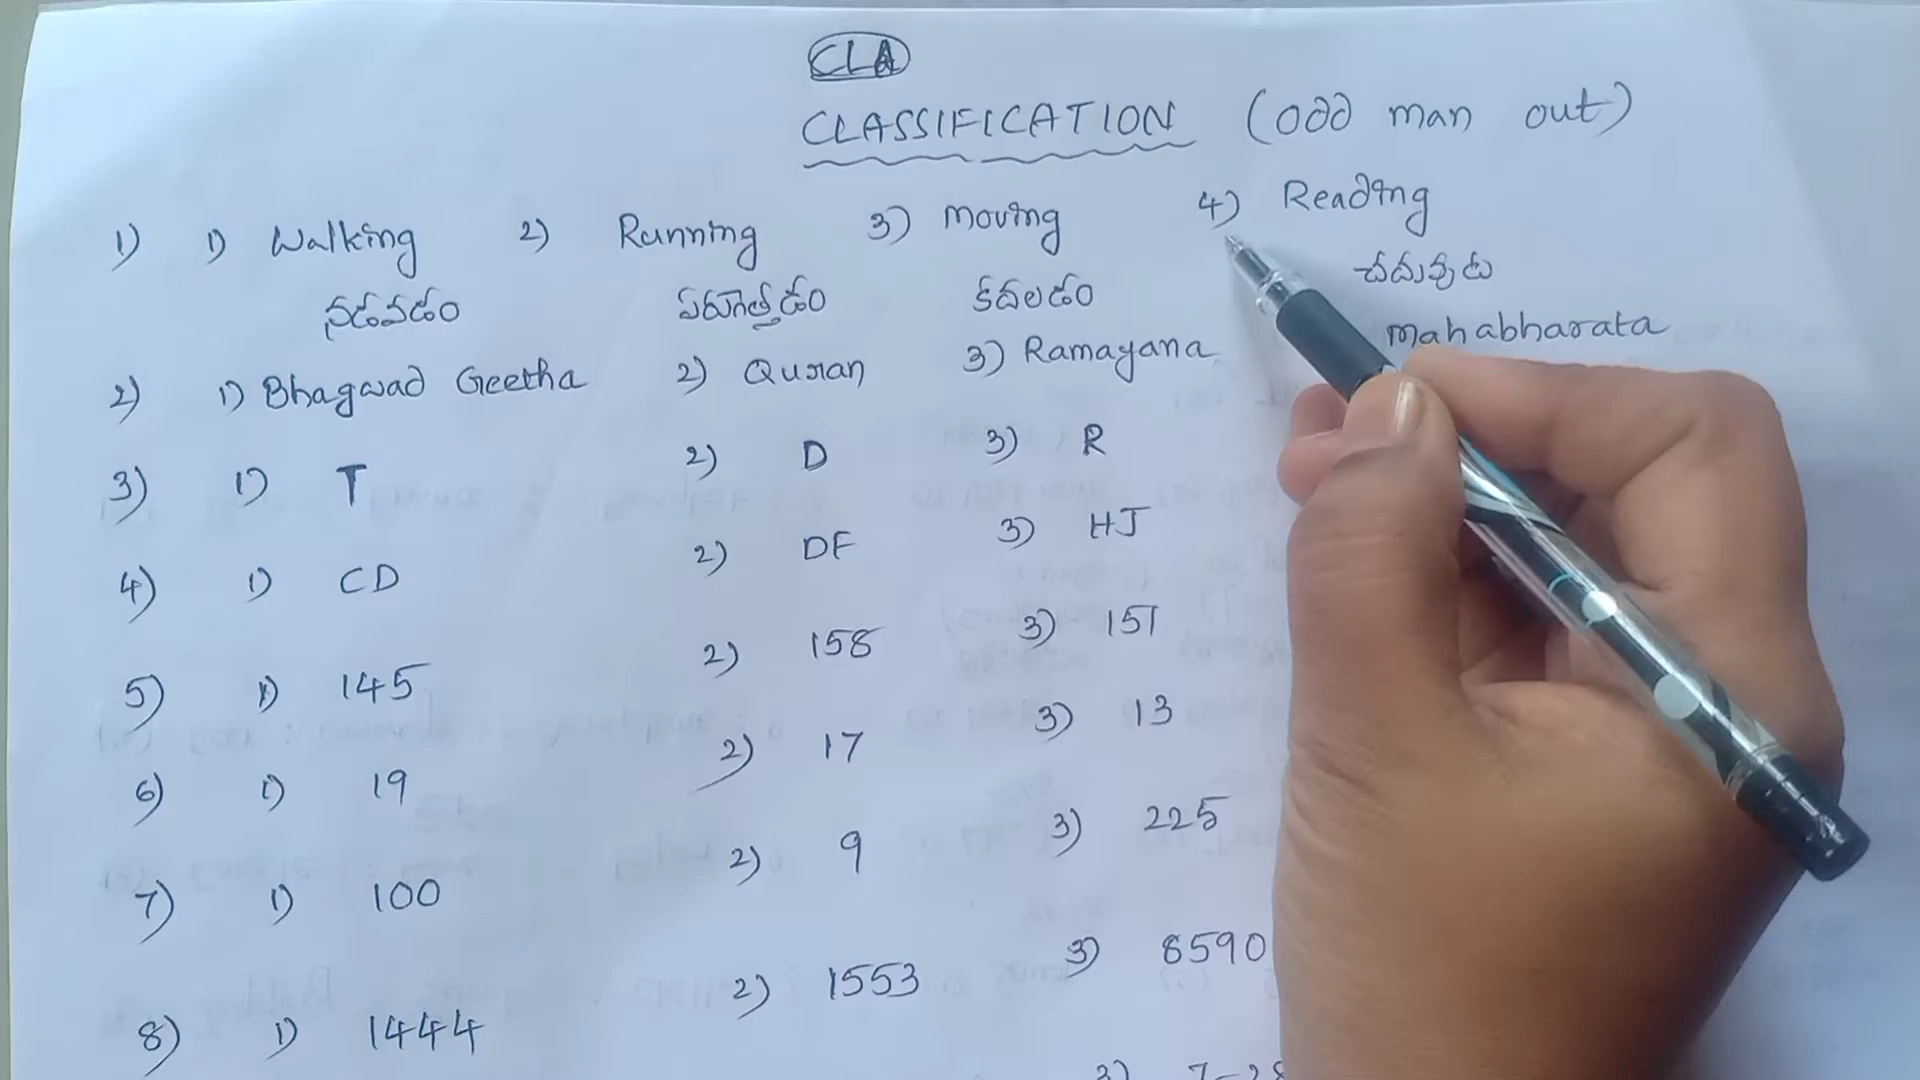 CLA
CLASSIFICATION (odd man out)
1) 1) Walking 2) Running 3) Moving 4) Reading
నడవడం పరుగెత్తడం కదలడం చదువుట
2) 1) Bhagwad Geetha 2) Quran 3) Ramayana Mahabharata
3) 1) T 2) D 3) R
4) 1) CD 2) DF 3) HJ
5) 1) 145 2) 158 3) 151
6) 1) 19 2) 17 3) 13
7) 1) 100 2) 9 3) 225
8) 1) 1444 2) 1553 3) 8590
3) 7-28